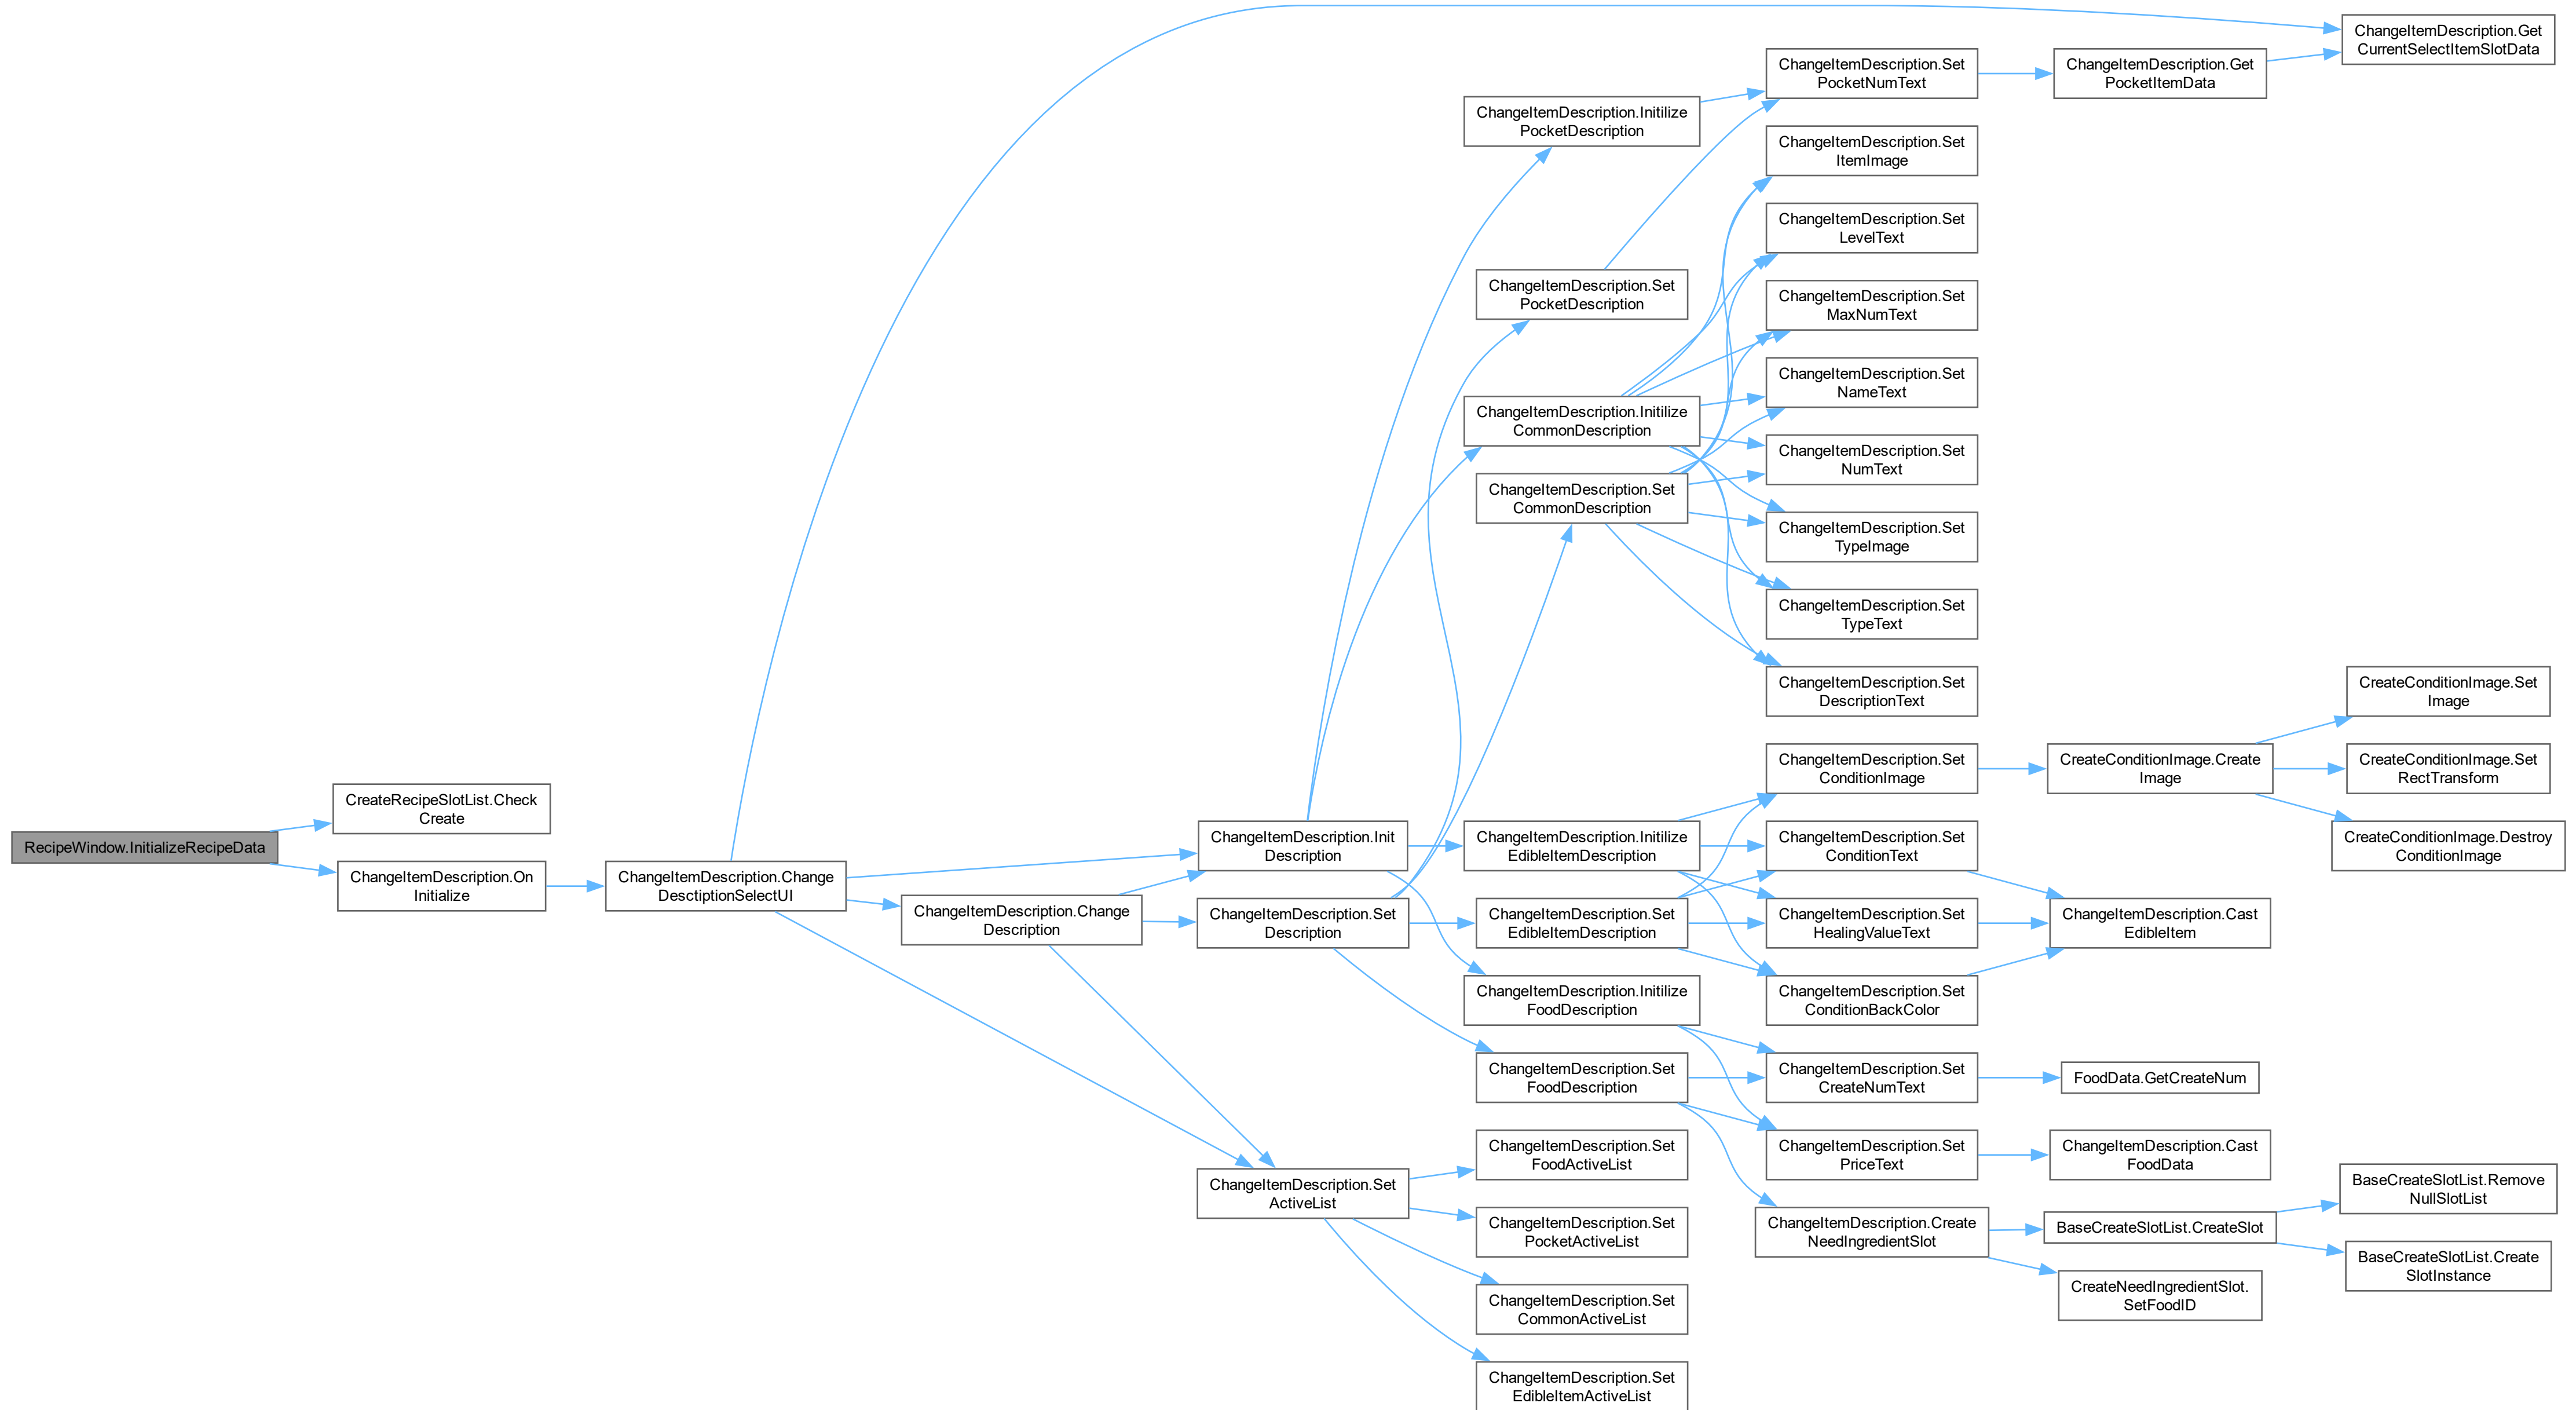 RecipeWindow.InitializeRecipeData
CreateRecipeSlotList.Check
Create
ChangeItemDescription.On
Initialize
ChangeItemDescription.Change
DesctiptionSelectUI
ChangeItemDescription.Change
Description
ChangeItemDescription.Init
Description
ChangeItemDescription.Set
Description
ChangeItemDescription.Set
ActiveList
ChangeItemDescription.Initilize
PocketDescription
ChangeItemDescription.Set
PocketDescription
ChangeItemDescription.Initilize
CommonDescription
ChangeItemDescription.Set
CommonDescription
ChangeItemDescription.Initilize
EdibleItemDescription
ChangeItemDescription.Set
EdibleItemDescription
ChangeItemDescription.Initilize
FoodDescription
ChangeItemDescription.Set
FoodDescription
ChangeItemDescription.Set
FoodActiveList
ChangeItemDescription.Set
PocketActiveList
ChangeItemDescription.Set
CommonActiveList
ChangeItemDescription.Set
EdibleItemActiveList
ChangeItemDescription.Set
PocketNumText
ChangeItemDescription.Set
ItemImage
ChangeItemDescription.Set
LevelText
ChangeItemDescription.Set
MaxNumText
ChangeItemDescription.Set
NameText
ChangeItemDescription.Set
NumText
ChangeItemDescription.Set
TypeImage
ChangeItemDescription.Set
TypeText
ChangeItemDescription.Set
DescriptionText
ChangeItemDescription.Set
ConditionImage
ChangeItemDescription.Set
ConditionText
ChangeItemDescription.Set
HealingValueText
ChangeItemDescription.Set
ConditionBackColor
ChangeItemDescription.Set
CreateNumText
ChangeItemDescription.Set
PriceText
ChangeItemDescription.Create
NeedIngredientSlot
ChangeItemDescription.Get
PocketItemData
CreateConditionImage.Create
Image
ChangeItemDescription.Cast
EdibleItem
FoodData.GetCreateNum
ChangeItemDescription.Cast
FoodData
BaseCreateSlotList.CreateSlot
CreateNeedIngredientSlot.
SetFoodID
ChangeItemDescription.Get
CurrentSelectItemSlotData
CreateConditionImage.Set
Image
CreateConditionImage.Set
RectTransform
CreateConditionImage.Destroy
ConditionImage
BaseCreateSlotList.Remove
NullSlotList
BaseCreateSlotList.Create
SlotInstance